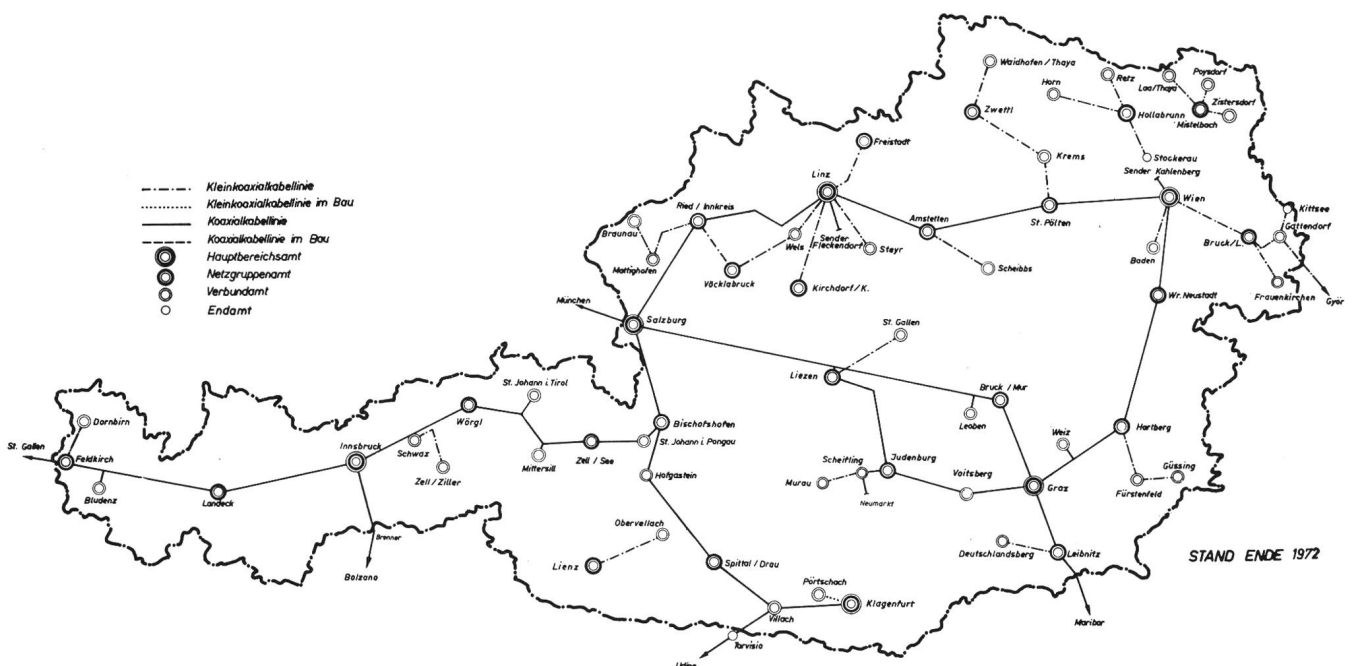 Kleinkoaxialkabellinie
Kleinkoaxialkabellinie im Bau
Koaxialkabellinie
Koaxialkabellinie im Bau
Hauptbereichsamt
Netzgruppenamt
Verbundamt
Endamt
Waidhofen / Thaya
Horn
Retz
Laa/Thaya
Poysdorf
Zistersdorf
Mistelbach
Zwettl
Hollabrunn
Freistadt
Krems
Stockerau
Sender Kahlenberg
Linz
Wien
Ried / Innkreis
Amstetten
St. Pölten
Kittsee
Gattendorf
Braunau
Wels
Sender
Fleckendorf
Steyr
Baden
Bruck/L.
Mattighofen
Vöcklabruck
Kirchdorf / K.
Scheibbs
Frauenkirchen
Györ
München
Salzburg
Wr. Neustadt
St. Gallen
Liezen
Bruck / Mur
Leoben
St. Johann i. Tirol
Wörgl
Bischofshofen
St. Johann i. Pongau
Hartberg
Weiz
Dornbirn
St. Gallen
Feldkirch
Innsbruck
Schwaz
Zell / Ziller
Mittersill
Zell / See
Hofgastein
Scheifling
Judenburg
Murau
Neumarkt
Voitsberg
Graz
Güssing
Fürstenfeld
Bludenz
Landeck
Brenner
Bolzano
Obervellach
Lienz
Spittal / Drau
Deutschlandsberg
Leibnitz
STAND ENDE 1972
Pörtschach
Klagenfurt
Villach
Maribor
Tarvisio
Udine